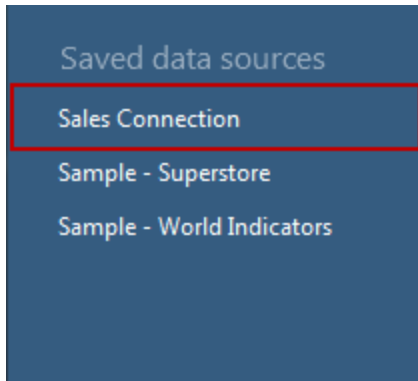 Saved data sources
Sales Connection
Sample - Superstore
Sample - World Indicators